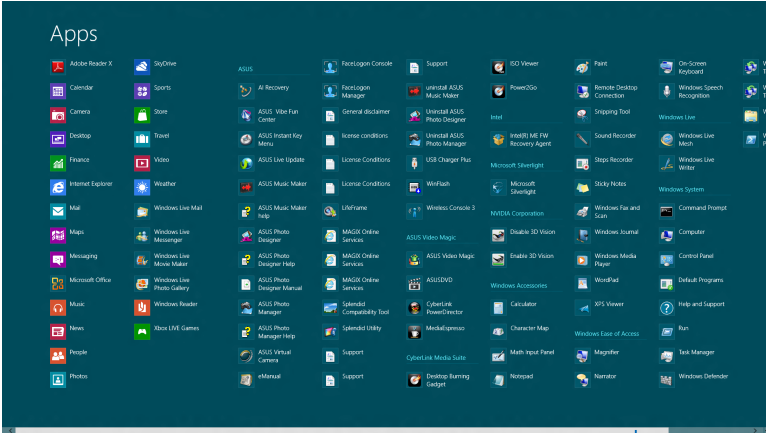 Apps
Adobe Reader X
Calendar
Camera
Desktop
Finance
Internet Explorer
Mail
Maps
Messaging
Microsoft Office
Music
News
People
Photos
SkyDrive
Sports
Store
Travel
Video
Weather
Windows Live Mail
Windows Live
Messenger
Windows Live
Movie Maker
Windows Live
Photo Gallery
Windows Reader
Xbox LIVE Games
ASUS
AI Recovery
ASUS Vibe Fun
Center
ASUS Instant Key
Menu
ASUS Live Update
ASUS Music Maker
ASUS Music Maker
help
ASUS Photo
Designer
ASUS Photo
Designer Help
ASUS Photo
Designer Manual
ASUS Photo
Manager
ASUS Photo
Manager Help
ASUS Virtual
Camera
eManual
FaceLogon Console
FaceLogon
Manager
General disclaimer
license conditions
License Conditions
License Conditions
LifeFrame
MAGIX Online
Services
MAGIX Online
Services
MAGIX Online
Services
Splendid
Compatibility Tool
Splendid Utility
Support
Support
Support
uninstall ASUS
Music Maker
Uninstall ASUS
Photo Designer
Uninstall ASUS
Photo Manager
USB Charger Plus
WinFlash
Wireless Console 3
ASUS Video Magic
ASUS Video Magic
ASUSDVD
CyberLink
PowerDirector
MediaEspresso
CyberLink Media Suite
Desktop Burning
Gadget
ISO Viewer
Power2Go
Intel
Intel(R) ME FW
Recovery Agent
Microsoft Silverlight
Microsoft
Silverlight
NVIDIA Corporation
Disable 3D Vision
Enable 3D Vision
Windows Accessories
Calculator
Character Map
Math Input Panel
Notepad
Paint
Remote Desktop
Connection
Snipping Tool
Sound Recorder
Steps Recorder
Sticky Notes
Windows Fax and
Scan
Windows Journal
Windows Media
Player
WordPad
XPS Viewer
Windows Ease of Access
Magnifier
Narrator
On-Screen
Keyboard
Windows Speech
Recognition
Windows Live
Windows Live
Mesh
Windows Live
Writer
Windows System
Command Prompt
Computer
Control Panel
Default Programs
Help and Support
Run
Task Manager
Windows Defender